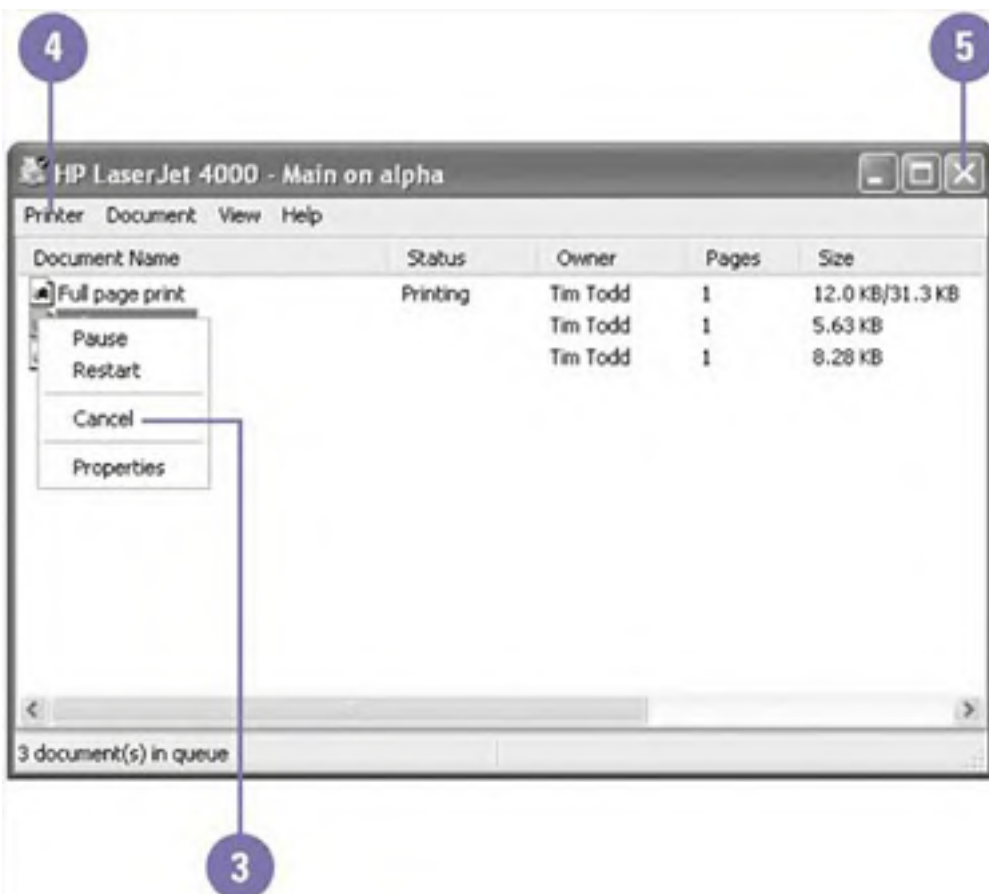 4
5
HP LaserJet 4000 - Main on alpha
Printer Document View Help
Document Name Status Owner Pages Size
Full page print Printing Tim Todd 1 12.0 KB/31.3 KB
Tim Todd 1 5.63 KB
Tim Todd 1 8.28 KB
Pause
Restart
Cancel
Properties
3 document(s) in queue
3